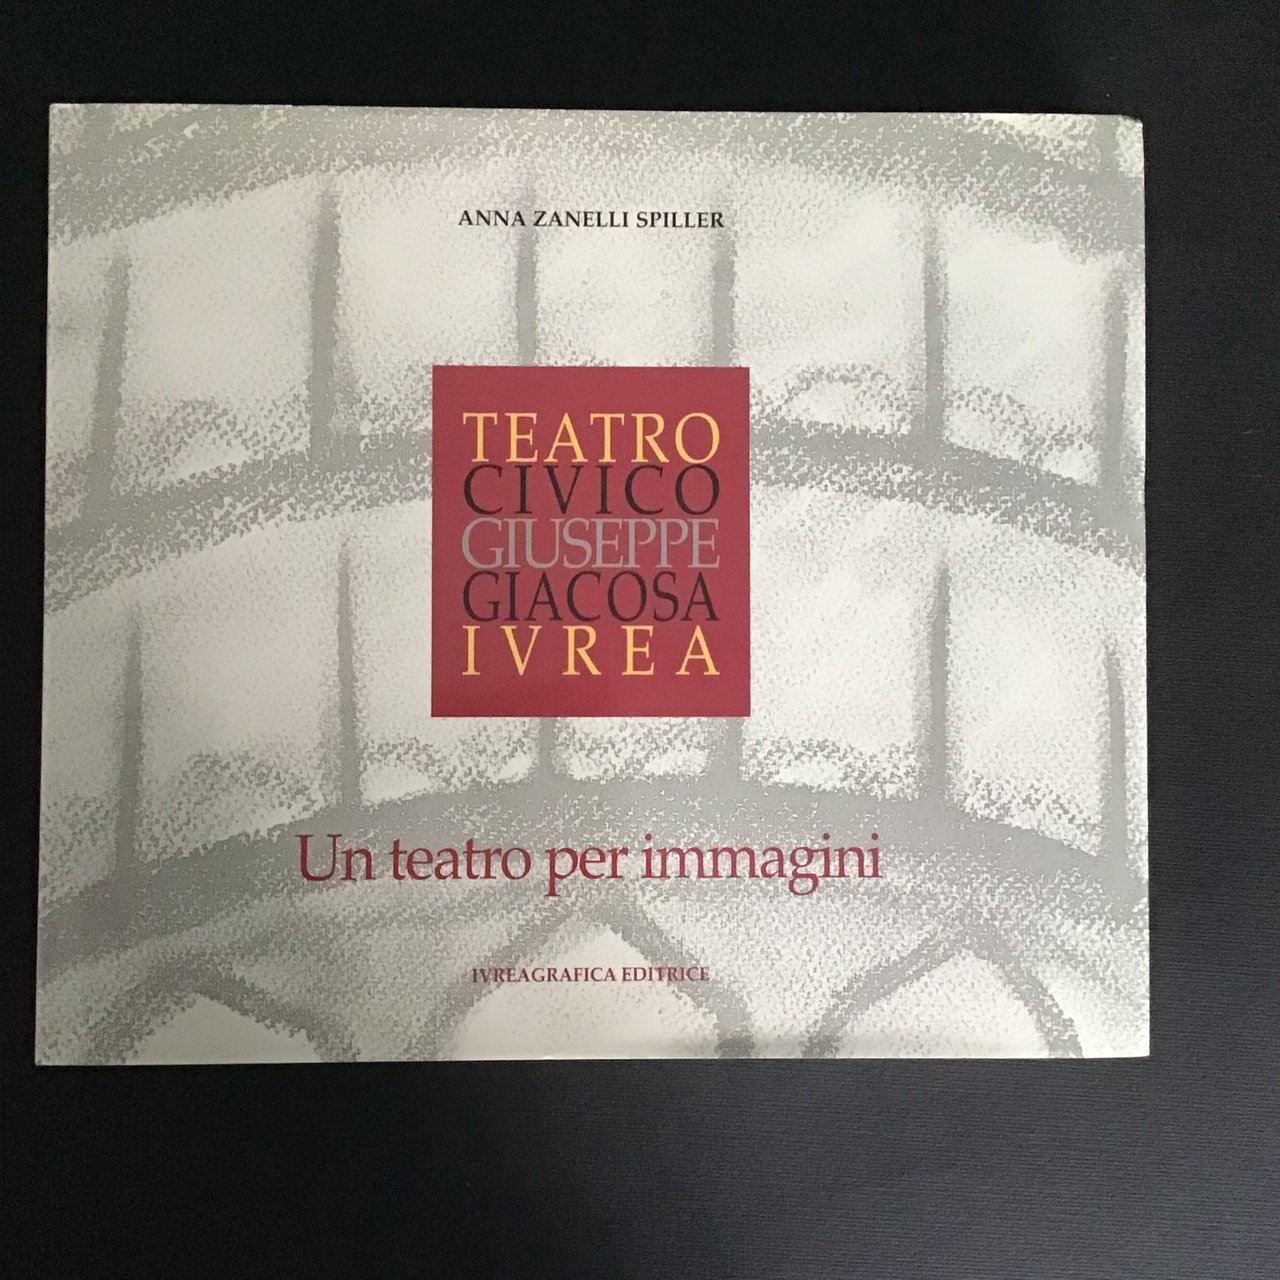 ANNA ZANELLI SPILLER
TEATRO
CIVICO
GIUSEPPE
GIACOSA
IVREA
Un teatro per immagini
IVREAGRAFICA EDITRICE